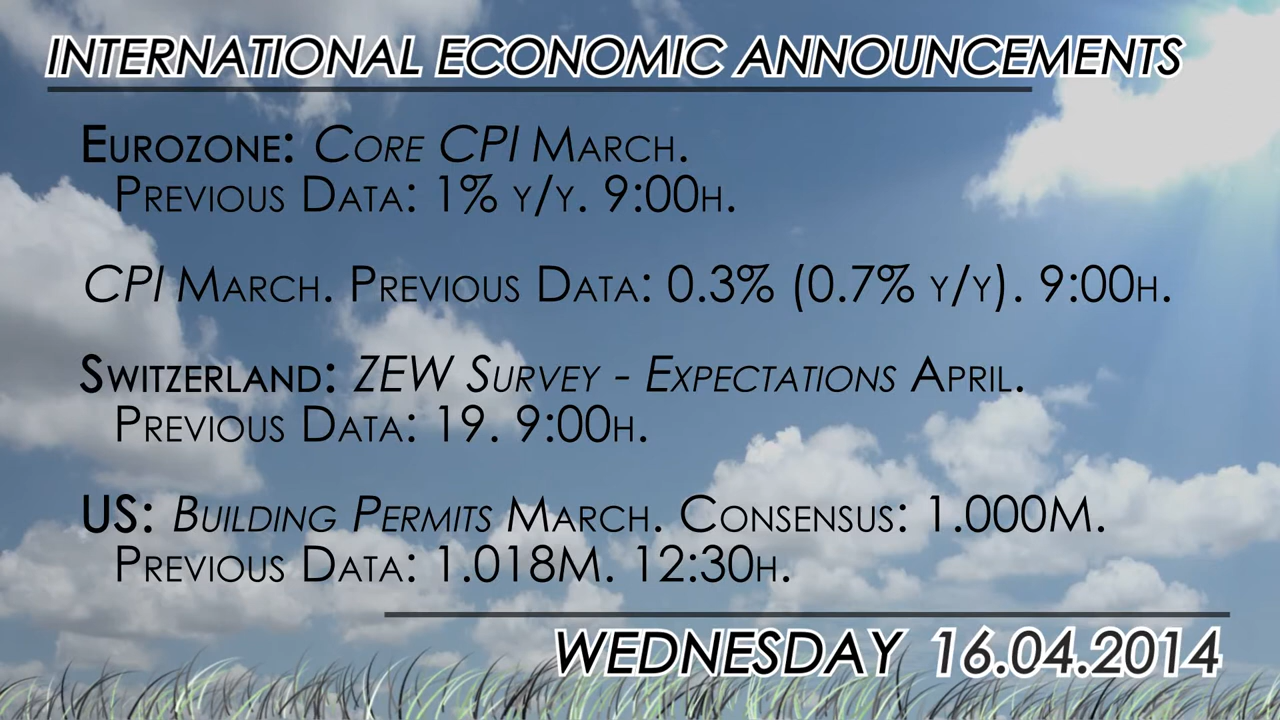 INTERNATIONAL ECONOMIC ANNOUNCEMENTS
EUROZONE: CORE CPI MARCH.
PREVIOUS DATA: 1% Y/Y. 9:00H.
CPI MARCH. PREVIOUS DATA: 0.3% (0.7% Y/Y). 9:00H.
SWITZERLAND: ZEW SURVEY - EXPECTATIONS APRIL.
PREVIOUS DATA: 19. 9:00H.
US: BUILDING PERMITS MARCH. CONSENSUS: 1.000M.
PREVIOUS DATA: 1.018M. 12:30H.
WEDNESDAY 16.04.2014